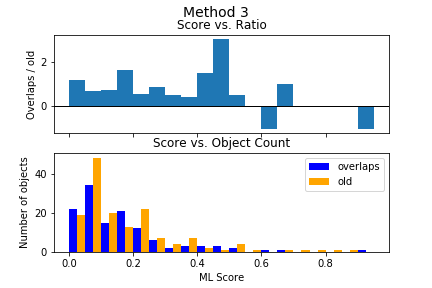 Method 3
Score vs. Ratio
Overlaps / old
2
0
Score vs. Object Count
Number of objects
40
20
0
overlaps
old
0.0 0.2 0.4 0.6 0.8
ML Score